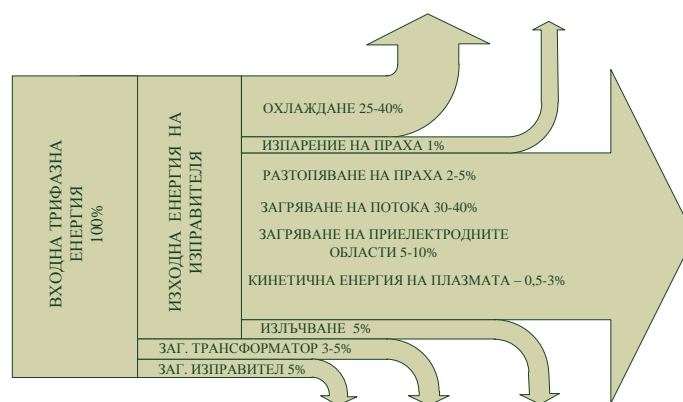 ВХОДНА ТРИФАЗНА
ЕНЕРГИЯ
100%
ИЗХОДНА ЕНЕРГИЯ НА
ИЗПРАВИТЕЛЯ
ОХЛАЖДАНЕ 25-40%
ИЗПАРЕНИЕ НА ПРАХА 1%
РАЗТОПЯВАНЕ НА ПРАХА 2-5%
ЗАГРЯВАНЕ НА ПОТОКА 30-40%
ЗАГРЯВАНЕ НА ПРИЕЛЕКТРОДНИТЕ
ОБЛАСТИ 5-10%
КИНЕТИЧНА ЕНЕРГИЯ НА ПЛАЗМАТА – 0,5-3%
ИЗЛЪЧВАНЕ 5%
ЗАГ. ТРАНСФОРМАТОР 3-5%
ЗАГ. ИЗПРАВИТЕЛ 5%